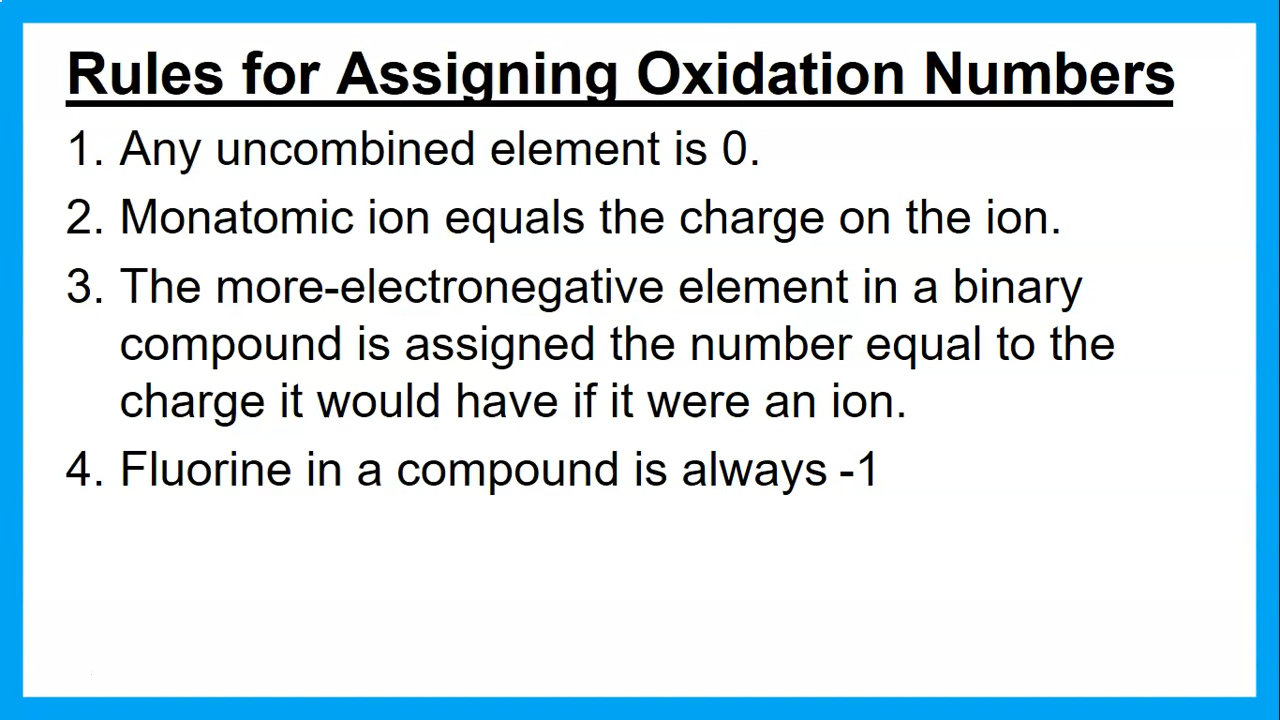 Rules for Assigning Oxidation Numbers
1. Any uncombined element is 0.
2. Monatomic ion equals the charge on the ion.
3. The more-electronegative element in a binary
compound is assigned the number equal to the
charge it would have if it were an ion.
4. Fluorine in a compound is always -1